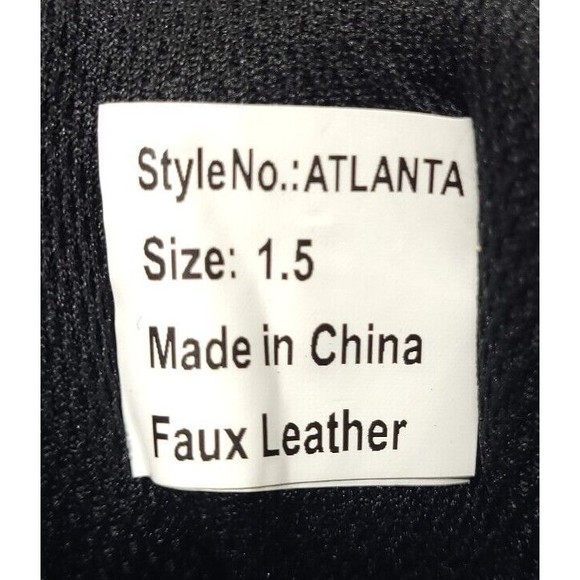 StyleNo.:ATLANTA
Size: 1.5
Made in China
Faux Leather